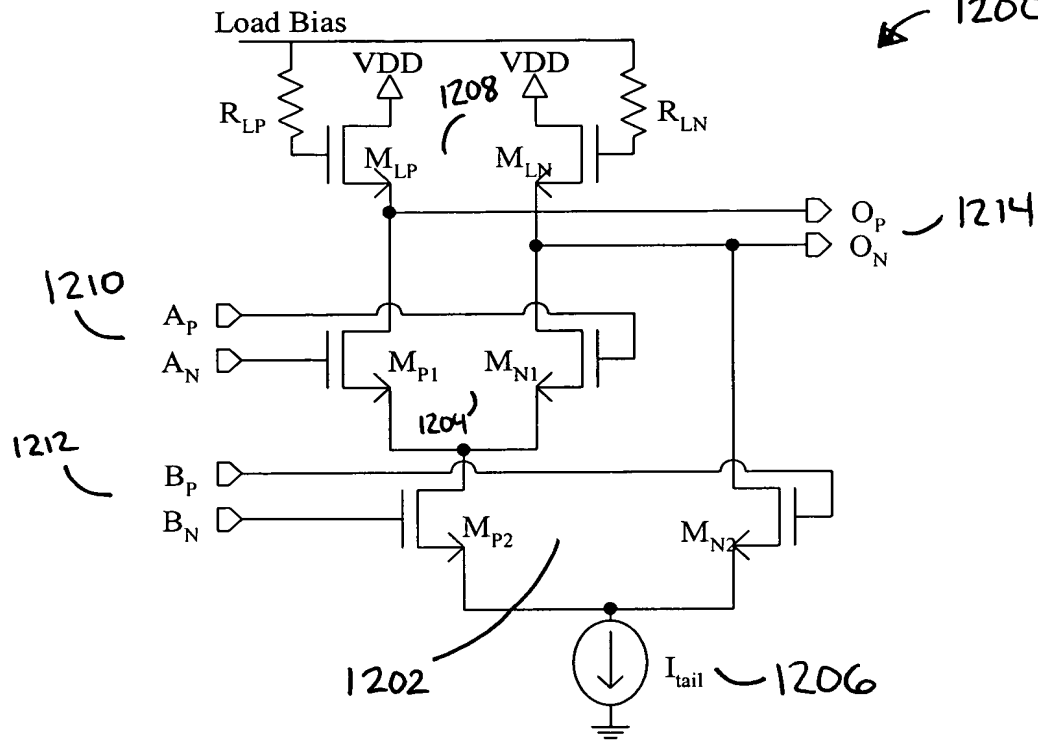 1200
Load Bias
VDD VDD
1208
R_LP
R_LN
M_LP
M_LN
O_P
1214
O_N
1210
A_P
A_N
M_P1
M_N1
1204
1212
B_P
B_N
M_P2
M_N2
1202
I_tail
1206